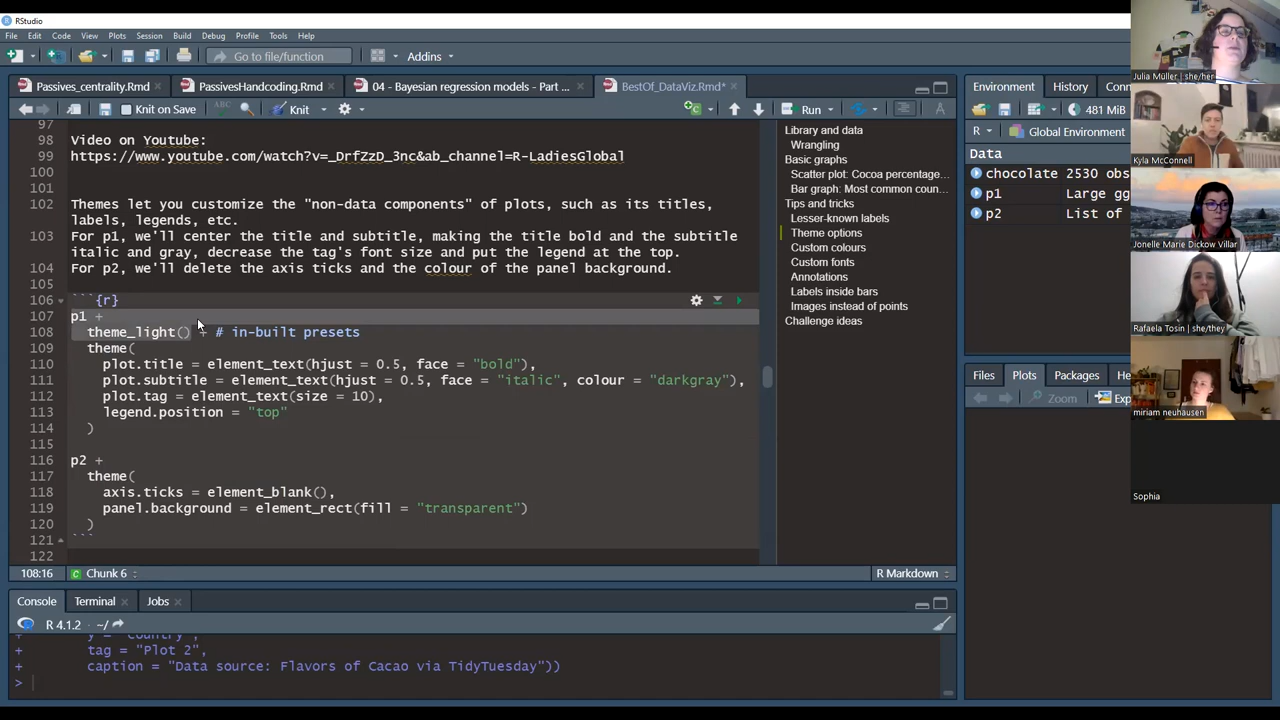 RStudio
File Edit Code View Plots Session Build Debug Profile Tools Help
Go to file/function
Addins
Passives_centrality.Rmd
PassivesHandcoding.Rmd
04 - Bayesian regression models - Part ...
BestOf_DataViz.Rmd*
Knit on Save
ABC
Knit
Run
97
98 Video on Youtube:
99 https://www.youtube.com/watch?v=_DrfZzD_3nc&ab_channel=R-LadiesGlobal
100
101
102 Themes let you customize the "non-data components" of plots, such as its titles,
labels, legends, etc.
103 For p1, we'll center the title and subtitle, making the title bold and the subtitle
italic and gray, decrease the tag's font size and put the legend at the top.
104 For p2, we'll delete the axis ticks and the colour of the panel background.
105
106 ```{r}
107 p1 +
108 theme_light() + # in-built presets
109 theme(
110 plot.title = element_text(hjust = 0.5, face = "bold"),
111 plot.subtitle = element_text(hjust = 0.5, face = "italic", colour = "darkgray"),
112 plot.tag = element_text(size = 10),
113 legend.position = "top"
114 )
115
116 p2 +
117 theme(
118 axis.ticks = element_blank(),
119 panel.background = element_rect(fill = "transparent")
120 )
121 ```
122
108:16
Chunk 6
R Markdown
Library and data
Wrangling
Basic graphs
Scatter plot: Cocoa percentage...
Bar graph: Most common coun...
Tips and tricks
Lesser-known labels
Theme options
Custom colours
Custom fonts
Annotations
Labels inside bars
Images instead of points
Challenge ideas
Console
Terminal
Jobs
R 4.1.2 · ~/
+ y = "Country",
+ tag = "Plot 2",
+ caption = "Data source: Flavors of Cacao via TidyTuesday"))
>
Environment
History
Con
481 MiB
R
Global Environment
Data
chocolate 2530 obs
p1 Large gg
p2 List of
Files
Plots
Packages
He
Zoom
Exp
Julia Müller | she/her
Kyla McConnell
Jonelle Marie Dickow Villar
Rafaela Tosin | she/they
miriam neuhausen
Sophia